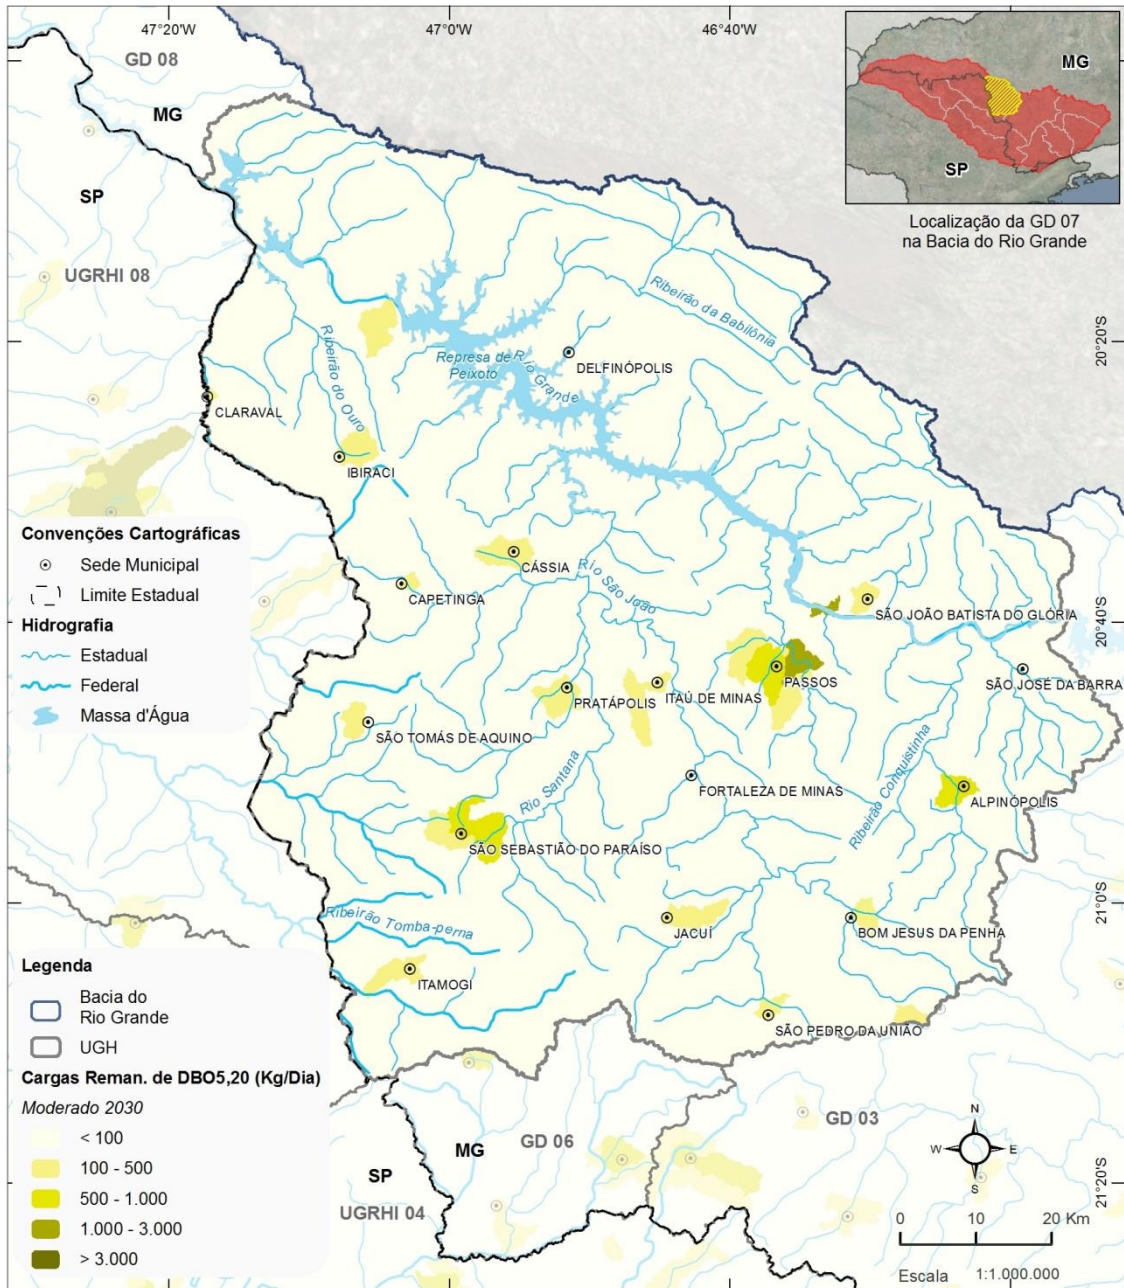 47°20'W
47°0'W
46°40'W
GD 08
MG
SP
UGRHI 08
MG
SP
Localização da GD 07
na Bacia do Rio Grande
20°20'S
20°40'S
21°0'S
21°20'S
Ribeirão da Babilônia
Ribeirão do Ouro
Represa de
Peixoto
Rio Grande
DELFINÓPOLIS
CLARAVAL
IBIRACI
CÁSSIA
CAPETINGA
Rio São João
SÃO JOÃO BATISTA DO GLÓRIA
PASSOS
SÃO JOSÉ DA BARRA
PRATÁPOLIS
ITAÚ DE MINAS
SÃO TOMÁS DE AQUINO
Rio Santana
FORTALEZA DE MINAS
Ribeirão Conquistinha
ALPINÓPOLIS
SÃO SEBASTIÃO DO PARAÍSO
Ribeirão Tomba-perna
JACUÍ
BOM JESUS DA PENHA
ITAMOGI
SÃO PEDRO DA UNIÃO
Convenções Cartográficas
Sede Municipal
Limite Estadual
Hidrografia
Estadual
Federal
Massa d'Água
Legenda
Bacia do
Rio Grande
UGH
Cargas Reman. de DBO5,20 (Kg/Dia)
Moderado 2030
< 100
100 - 500
500 - 1.000
1.000 - 3.000
> 3.000
SP
UGRHI 04
MG
GD 06
GD 03
N
W
E
S
0 10 20 Km
Escala 1:1.000.000